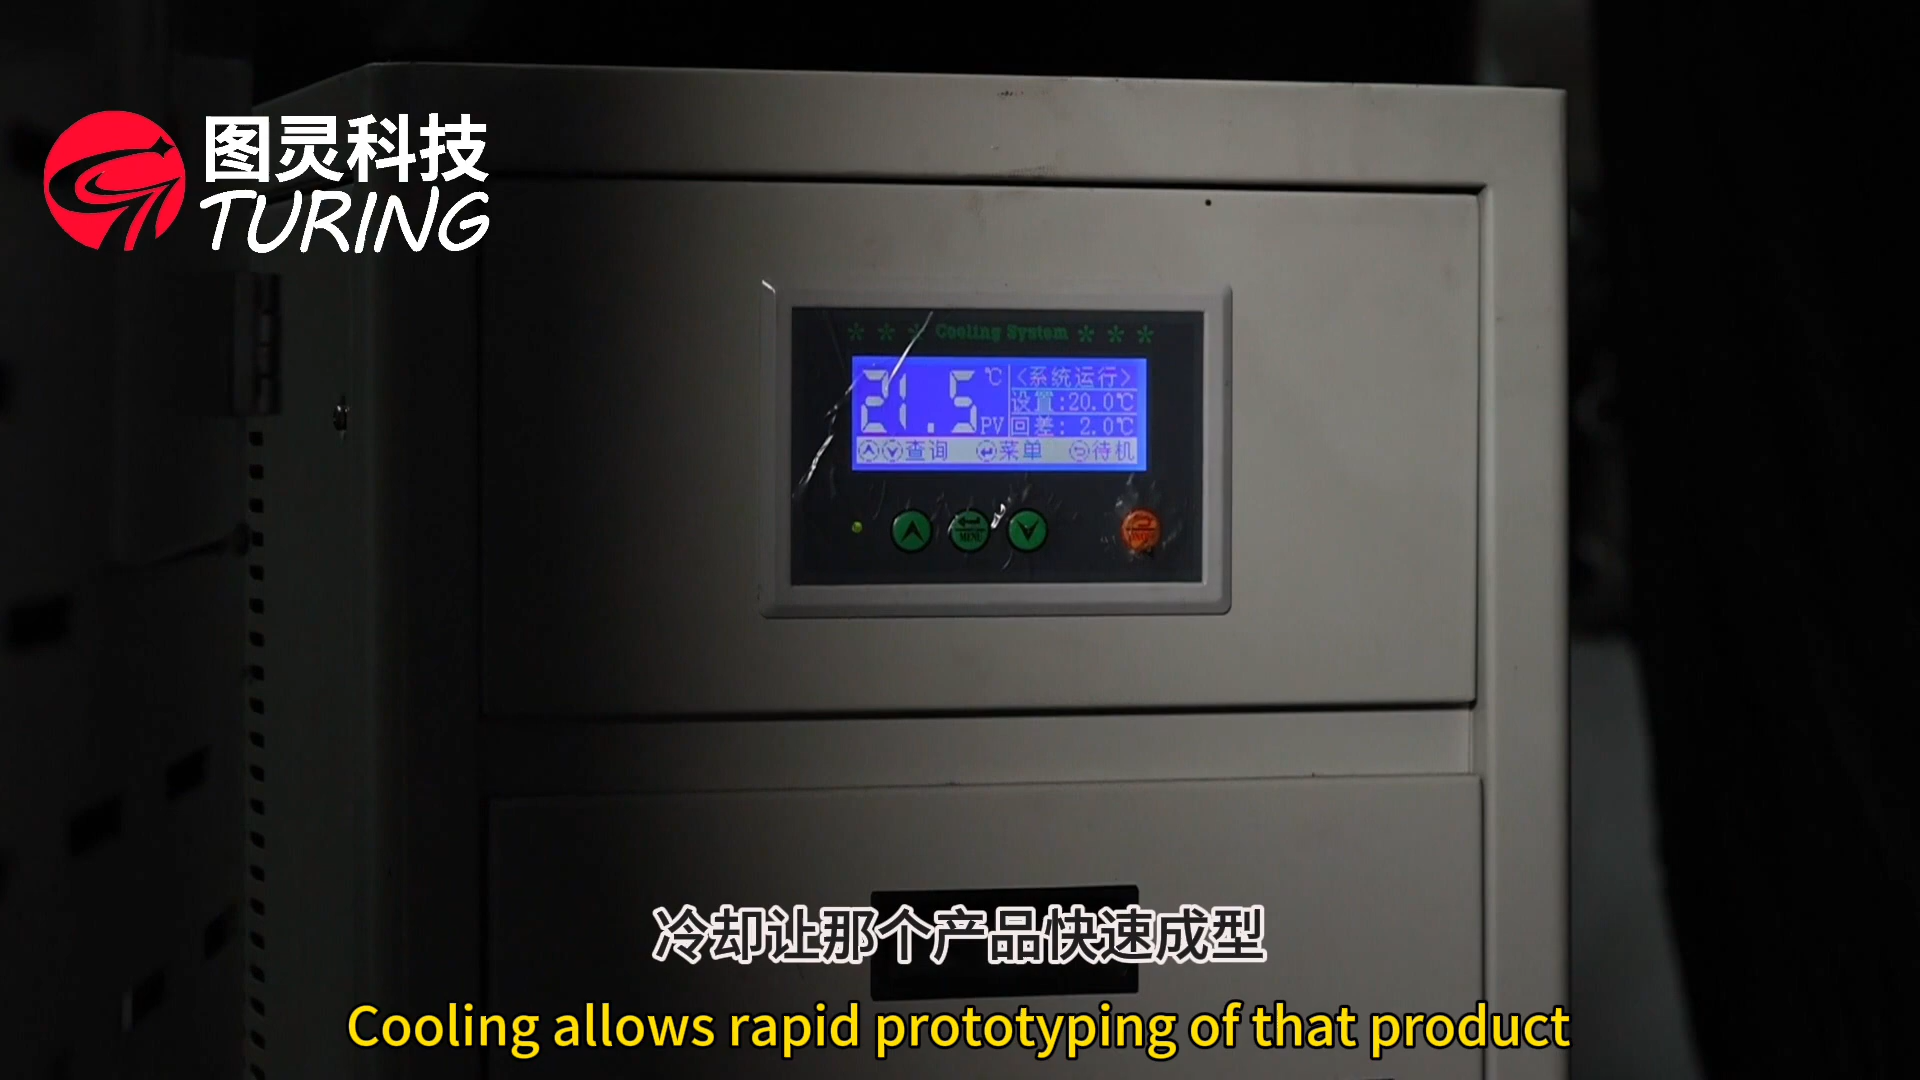 图灵科技
TURING
* * * Cooling System * * *
21.5 ℃ PV
<系统运行>
设置:20.0℃
回差: 2.0℃
查询 菜单 待机
MENU
冷却让那个产品快速成型
Cooling allows rapid prototyping of that product